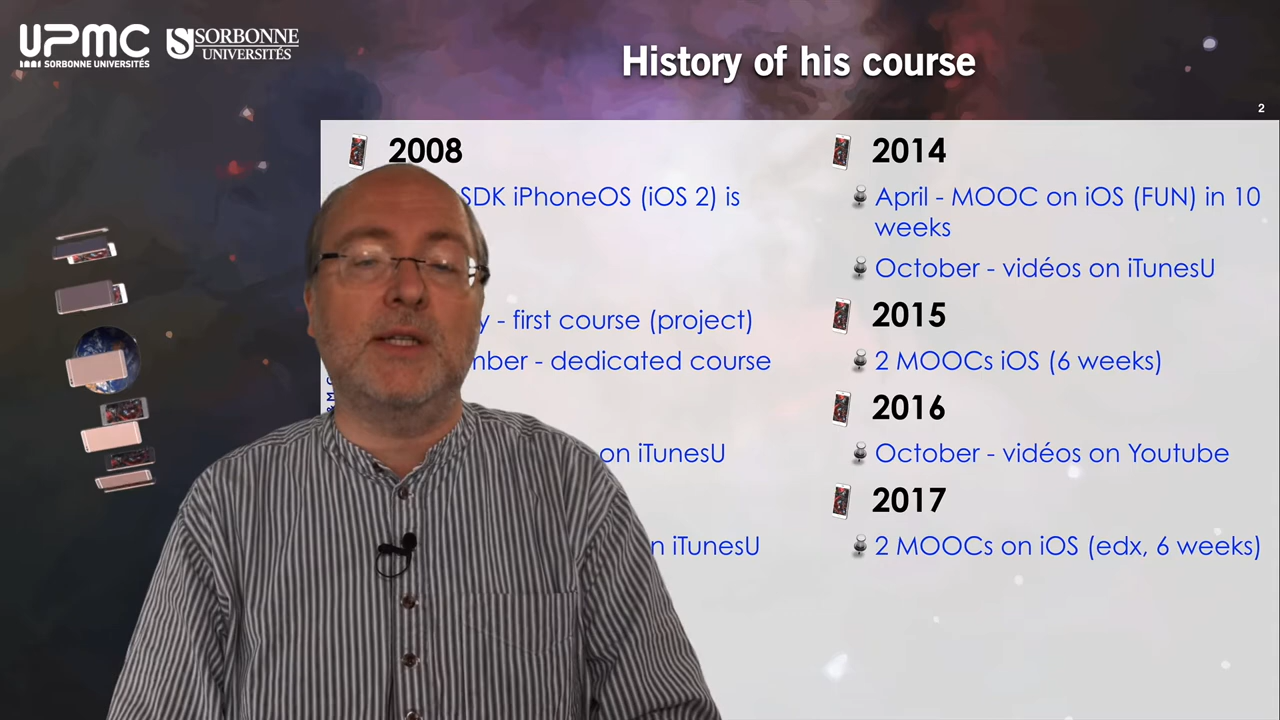 UPMC
SORBONNE UNIVERSITÉS
SORBONNE
UNIVERSITÉS
History of his course
2
2008
SDK iPhoneOS (iOS 2) is
- first course (project)
- dedicated course
on iTunesU
iTunesU
2014
April - MOOC on iOS (FUN) in 10
weeks
October - vidéos on iTunesU
2015
2 MOOCs iOS (6 weeks)
2016
October - vidéos on Youtube
2017
2 MOOCs on iOS (edx, 6 weeks)